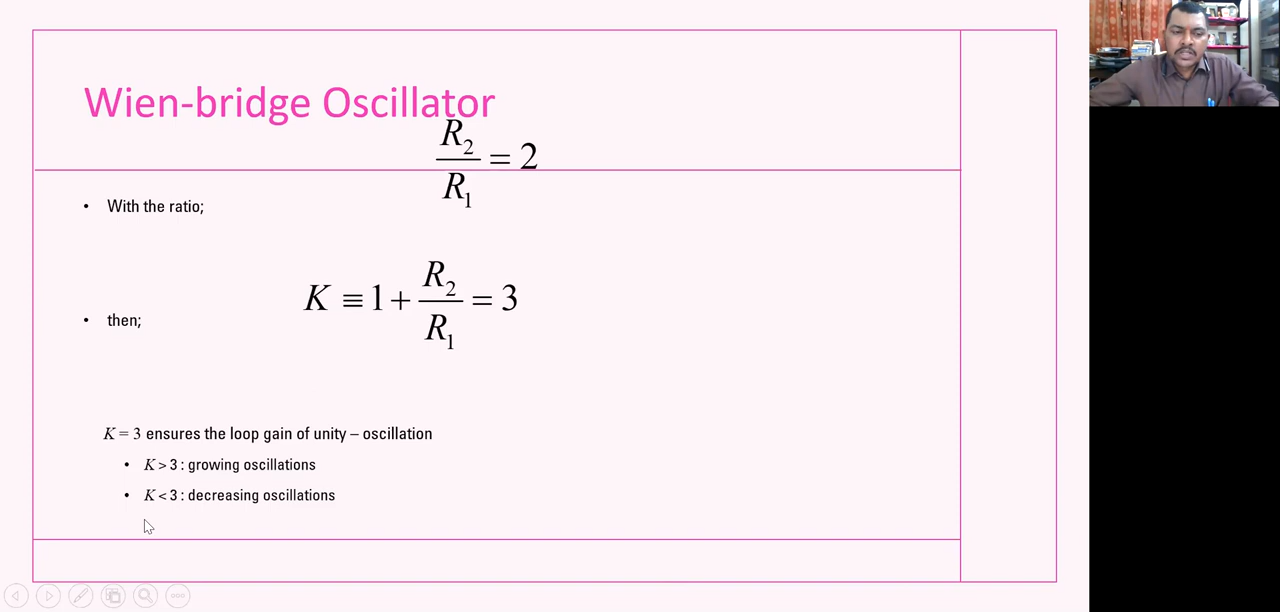 Wien-bridge Oscillator
R2/R1 = 2
• With the ratio;
K ≡ 1 + R2/R1 = 3
• then;
K = 3 ensures the loop gain of unity – oscillation
• K > 3 : growing oscillations
• K < 3 : decreasing oscillations